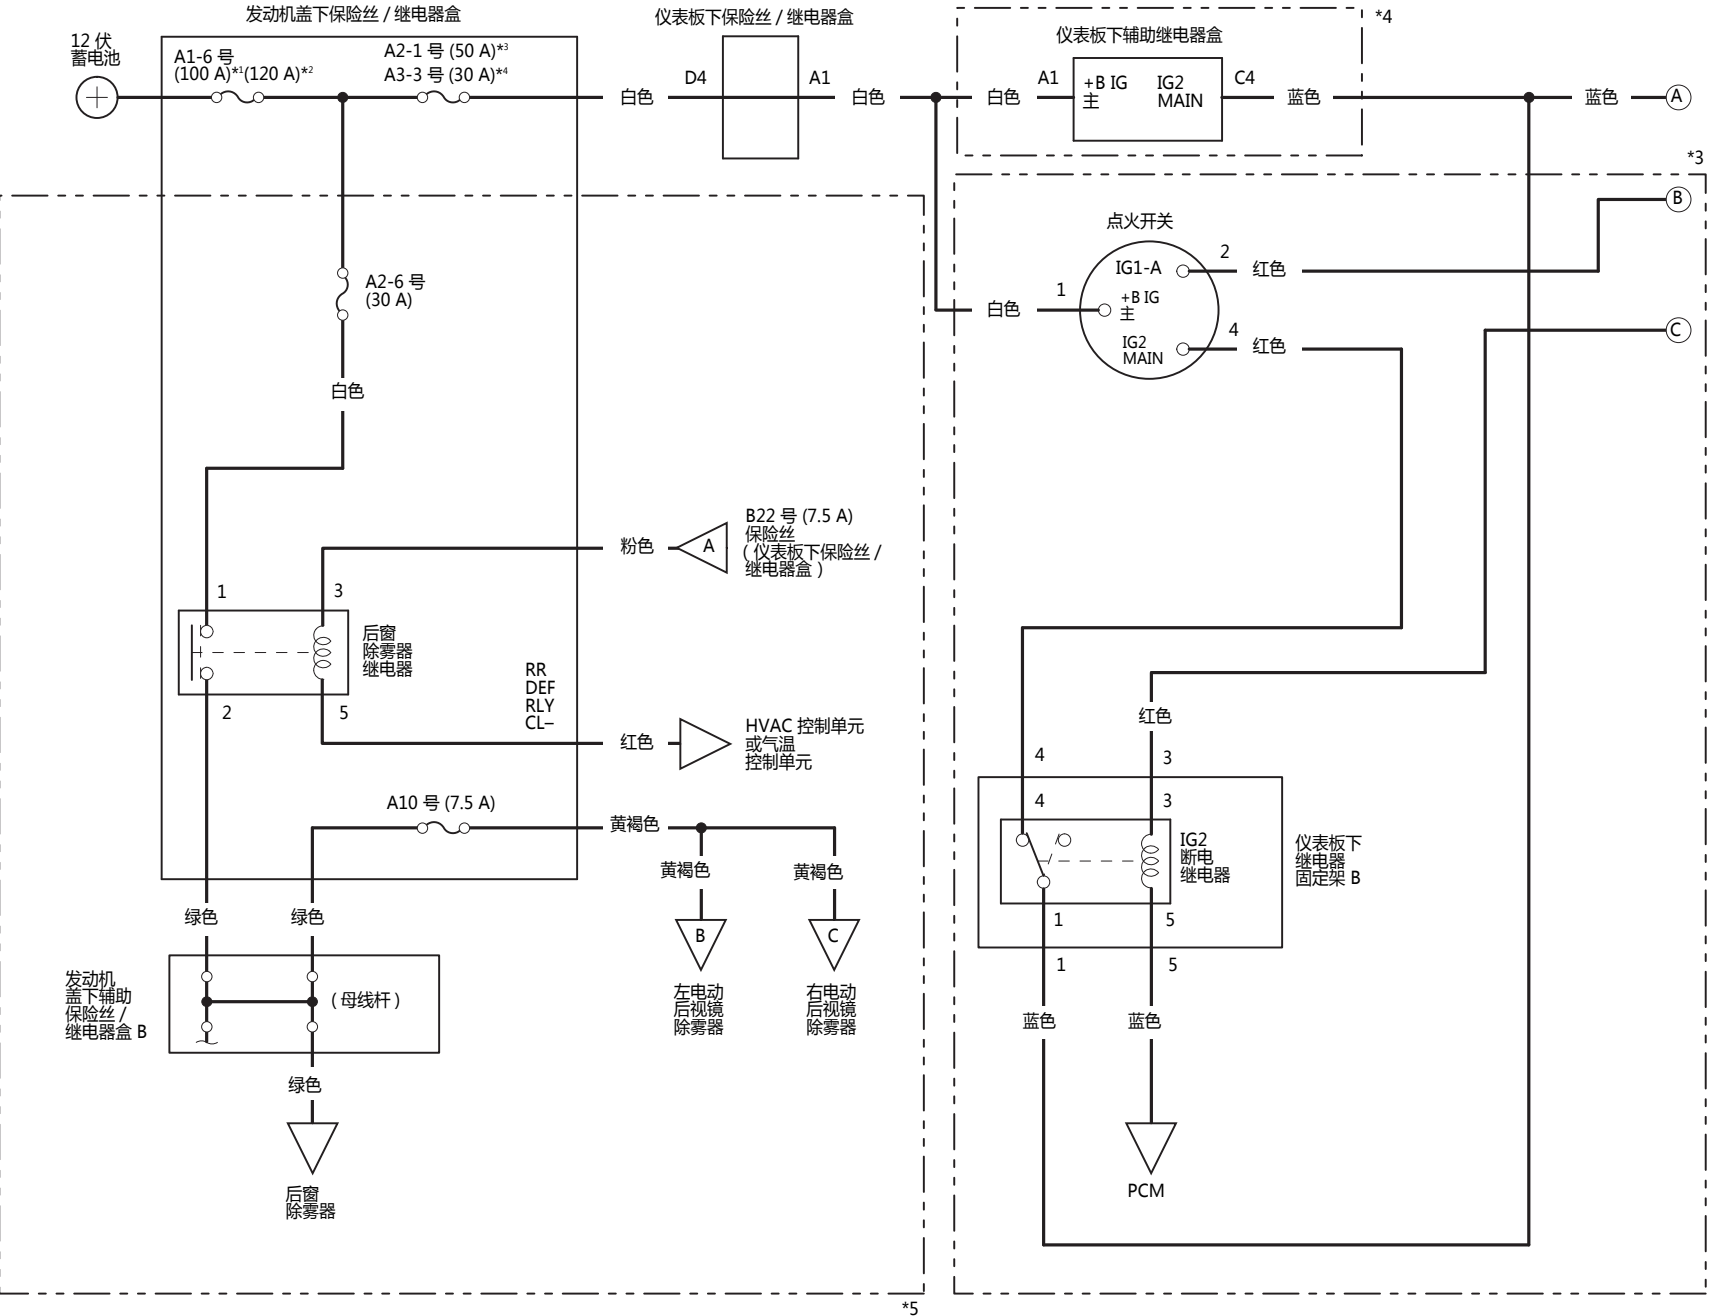 发动机盖下保险丝 / 继电器盒
仪表板下保险丝 / 继电器盒
*4
12 伏
蓄电池
A1-6 号
(100 A)*1(120 A)*2
A2-1 号 (50 A)*3
A3-3 号 (30 A)*4
仪表板下辅助继电器盒
白色
D4
A1
白色
白色
A1
+B IG
主
IG2
MAIN
C4
蓝色
蓝色
A
*3
B
点火开关
IG1-A
2
红色
A2-6 号
(30 A)
白色
1
+B IG
主
C
IG2
MAIN
4
红色
白色
粉色
A
B22 号 (7.5 A)
保险丝
( 仪表板下保险丝 /
继电器盒 )
1
3
后窗
除雾器
继电器
2
5
RR
DEF
RLY
CL–
红色
HVAC 控制单元
或气温
控制单元
红色
4
3
A10 号 (7.5 A)
黄褐色
黄褐色
黄褐色
4
3
IG2
断电
继电器
仪表板下
继电器
固定架 B
1
5
1
5
绿色
绿色
B
C
发动机
盖下辅助
保险丝 /
继电器盒 B
( 母线杆 )
左电动
后视镜
除雾器
右电动
后视镜
除雾器
蓝色
蓝色
绿色
后窗
除雾器
PCM
*5